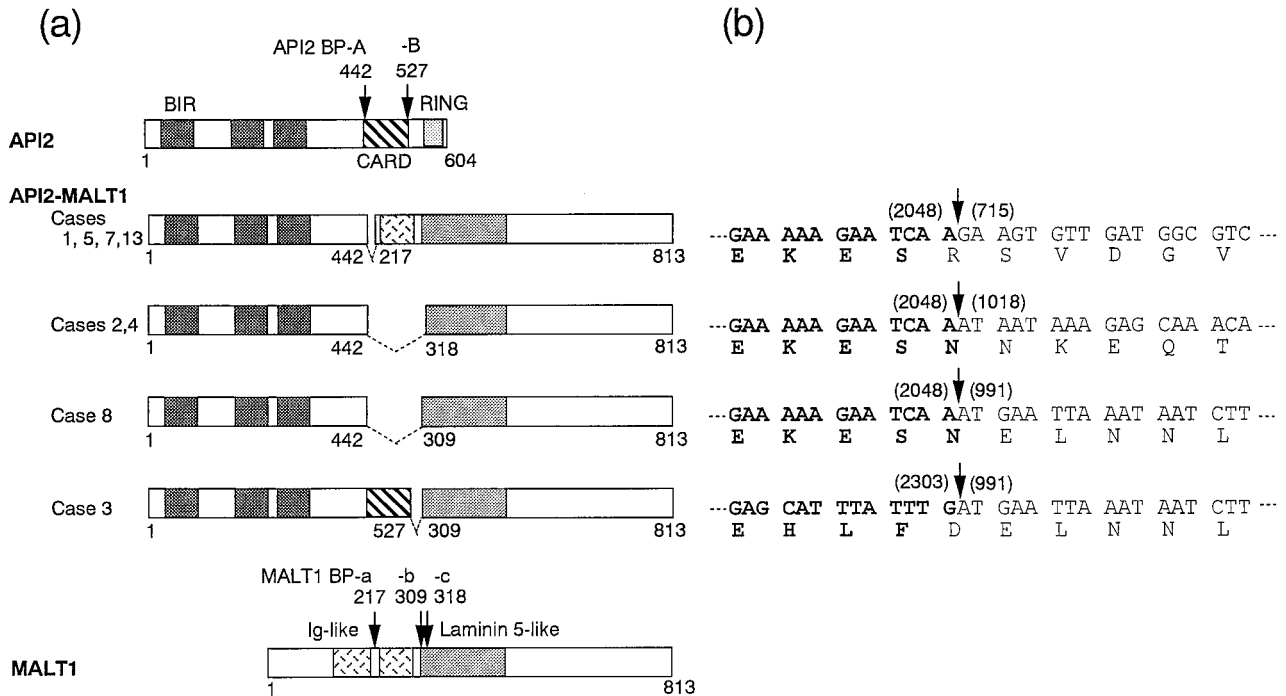 (a)
API2 BP-A -B
442 527
BIR RING
API2
1 CARD 604
API2-MALT1
Cases
1, 5, 7,13
1 442 217 813
Cases 2,4
1 442 318 813
Case 8
1 442 309 813
Case 3
1 527 309 813
MALT1 BP-a -b -c
217 309 318
Ig-like Laminin 5-like
MALT1
1 813
(b)
(2048) (715)
---GAA AAA GAA TCAA AGAA AGT GTT GAT GGC GTC---
E K E S R S V D G V
(2048) (1018)
---GAA AAA GAA TCA AAT AAT AAA GAG CAA ACA---
E K E S N N K E Q T
(2048) (991)
---GAA AAA GAA TCA AAT GAA TTA AAT AAT CTT---
E K E S N E L N N L
(2303) (991)
---GAG CAT TTA TTT GAT GAA TTA AAT AAT CTT---
E H L F D E L N N L